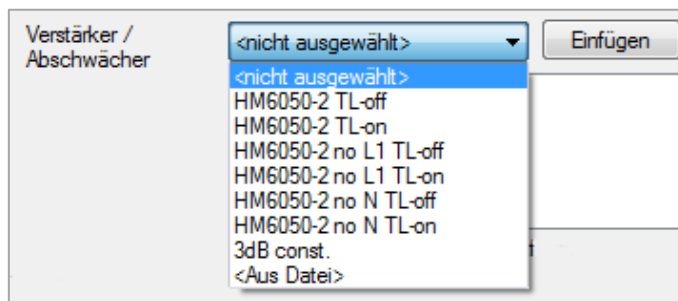 Verstärker /
Abschwächer
<nicht ausgewählt>
Einfügen
<nicht ausgewählt>
HM6050-2 TL-off
HM6050-2 TL-on
HM6050-2 no L1 TL-off
HM6050-2 no L1 TL-on
HM6050-2 no N TL-off
HM6050-2 no N TL-on
3dB const.
<Aus Datei>